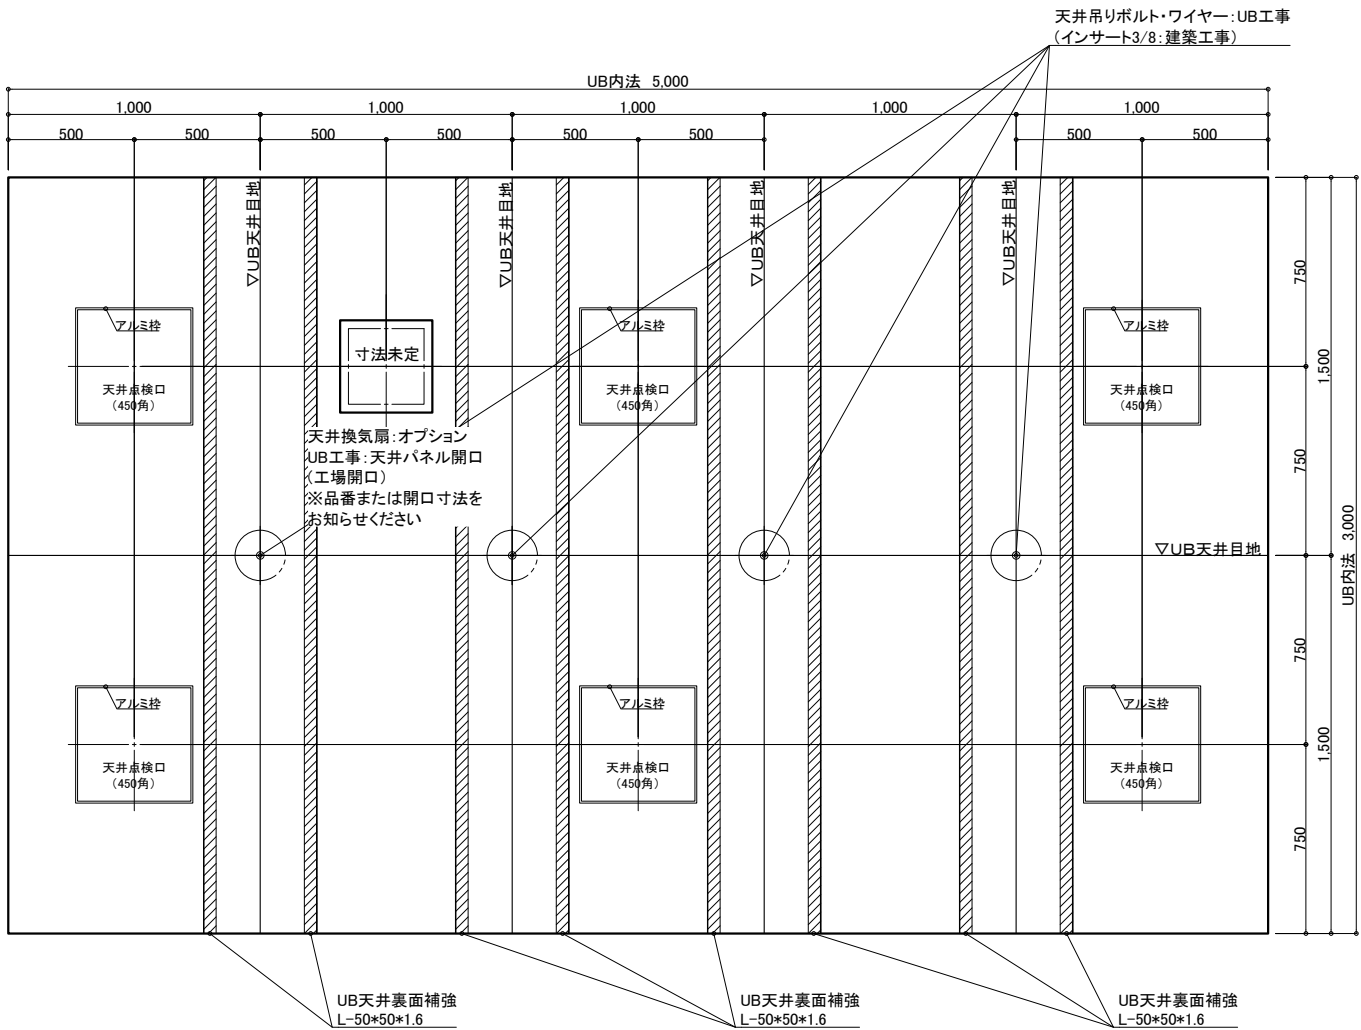 天井吊りボルト・ワイヤー：UB工事
(インサート3/8：建築工事)
UB内法 5,000
1,000
1,000
1,000
1,000
1,000
500
500
500
500
500
500
500
500
▽UB天井目地
▽UB天井目地
▽UB天井目地
▽UB天井目地
750
アルミ枠
寸法未定
アルミ枠
アルミ枠
1,500
天井点検口
(450角)
天井点検口
(450角)
天井点検口
(450角)
天井換気扇：オプション
UB工事：天井パネル開口
(工場開口)
※品番または開口寸法を
お知らせください
750
▽UB天井目地
UB内法 3,000
750
アルミ枠
アルミ枠
アルミ枠
1,500
天井点検口
(450角)
天井点検口
(450角)
天井点検口
(450角)
750
UB天井裏面補強
L-50*50*1.6
UB天井裏面補強
L-50*50*1.6
UB天井裏面補強
L-50*50*1.6